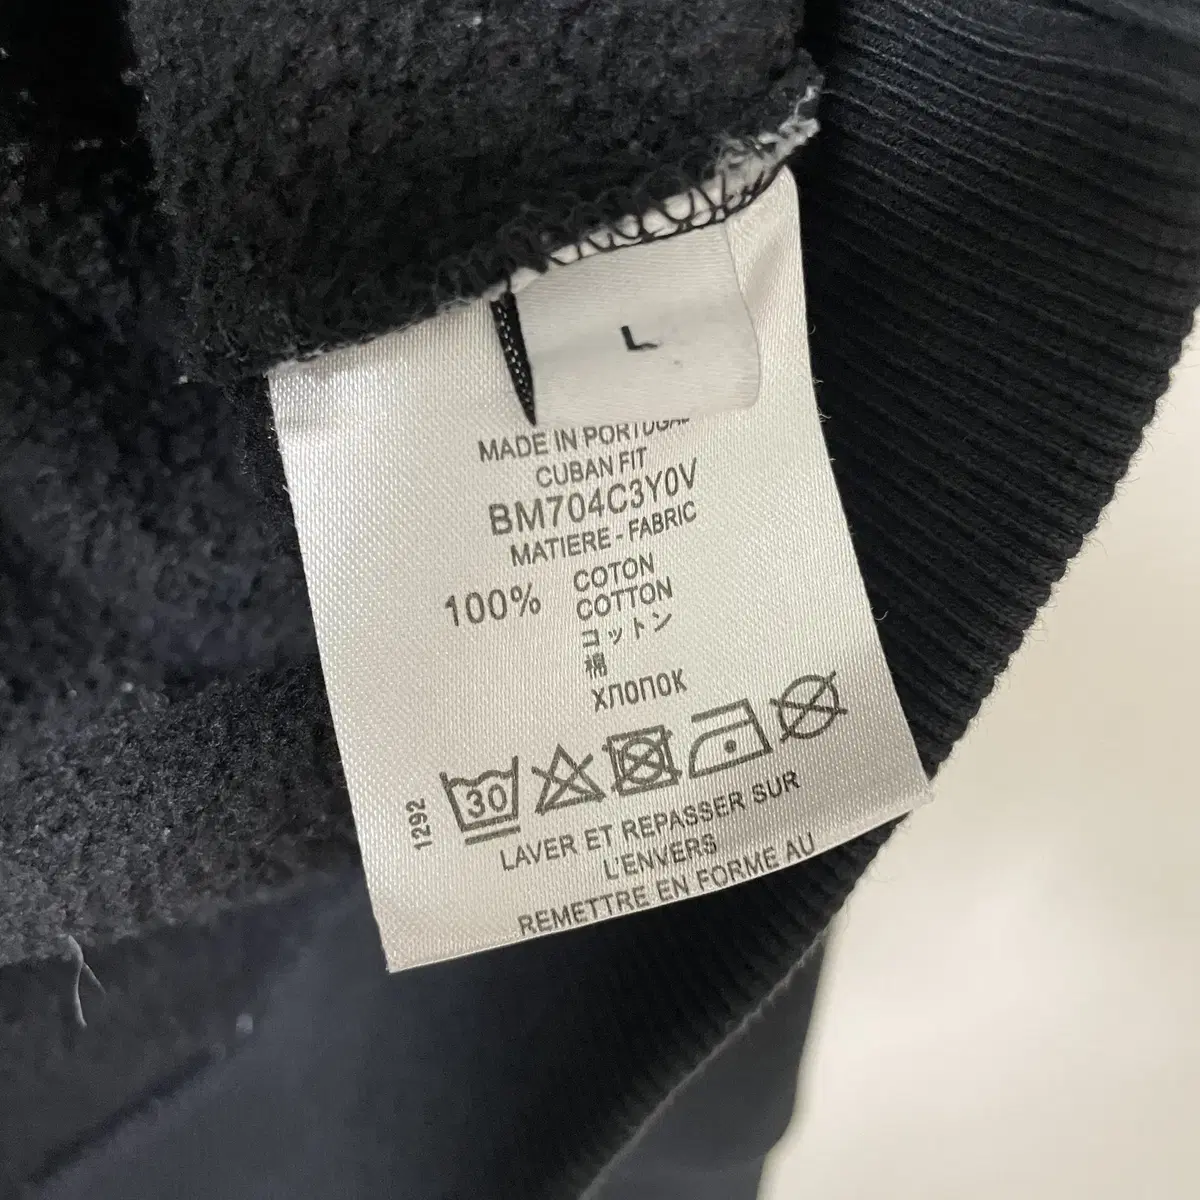 L
MADE IN PORTUGAL
CUBAN FIT
BM704C3Y0V
MATIERE - FABRIC
100% COTON
COTTON
コットン
棉
ХЛОПОК
30
1292
LAVER ET REPASSER SUR
L'ENVERS
REMETTRE EN FORME AU